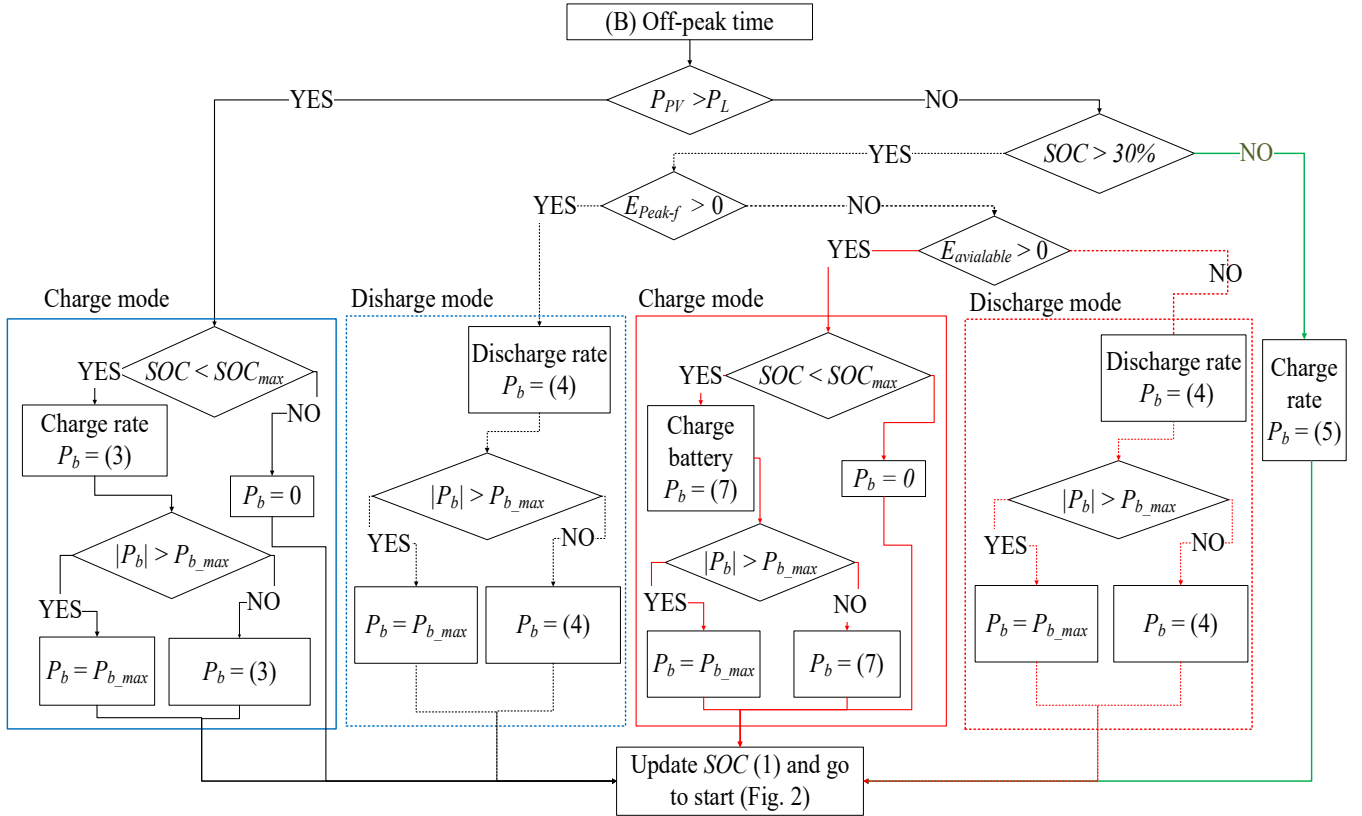 (B) Off-peak time
YES
P_PV >P_L
NO
YES
SOC > 30%
NO
YES
E_Peak-f > 0
NO
YES
E_avialable > 0
NO
Charge mode
Disharge mode
Charge mode
Discharge mode
YES
SOC < SOC_max
NO
Charge rate
P_b = (3)
P_b = 0
|P_b| > P_b_max
YES
NO
P_b = P_b_max
P_b = (3)
Discharge rate
P_b = (4)
|P_b| > P_b_max
YES
NO
P_b = P_b_max
P_b = (4)
YES
SOC < SOC_max
NO
Charge
battery
P_b = (7)
P_b = 0
|P_b| > P_b_max
YES
NO
P_b = P_b_max
P_b = (7)
Discharge rate
P_b = (4)
|P_b| > P_b_max
YES
NO
P_b = P_b_max
P_b = (4)
Charge
rate
P_b = (5)
Update SOC (1) and go
to start (Fig. 2)